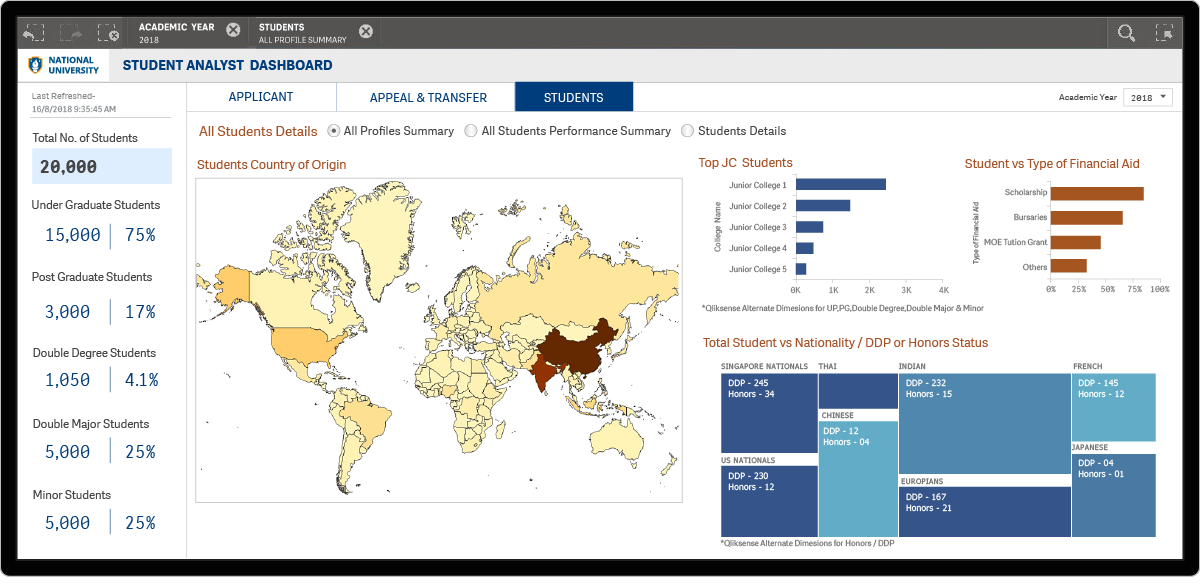 ACADEMIC YEAR
2018
STUDENTS
ALL PROFILE SUMMARY
NATIONAL
UNIVERSITY
STUDENT ANALYST DASHBOARD
Last Refreshed-
16/8/2018 9:35:45 AM
APPLICANT
APPEAL & TRANSFER
STUDENTS
Academic Year
2018
Total No. of Students
20,000
Under Graduate Students
15,000
75%
Post Graduate Students
3,000
17%
Double Degree Students
1,050
4.1%
Double Major Students
5,000
25%
Minor Students
5,000
25%
All Students Details
All Profiles Summary
All Students Performance Summary
Students Details
Students Country of Origin
Top JC Students
College Name
Junior College 1
Junior College 2
Junior College 3
Junior College 4
Junior College 5
0K 1K 2K 3K 4K
*Qliksense Alternate Dimesions for UP,PG,Double Degree,Double Major & Minor
Student vs Type of Financial Aid
Type of Financial Aid
Scholarship
Bursaries
MOE Tution Grant
Others
0% 25% 50% 75% 100%
Total Student vs Nationality / DDP or Honors Status
SINGAPORE NATIONALS
DDP - 245
Honors - 34
US NATIONALS
DDP - 230
Honors - 12
THAI
CHINESE
DDP - 12
Honors - 04
INDIAN
DDP - 232
Honors - 15
EUROPIANS
DDP - 167
Honors - 21
FRENCH
DDP - 145
Honors - 12
JAPANESE
DDP - 04
Honors - 01
*Qliksense Alternate Dimesions for Honors / DDP